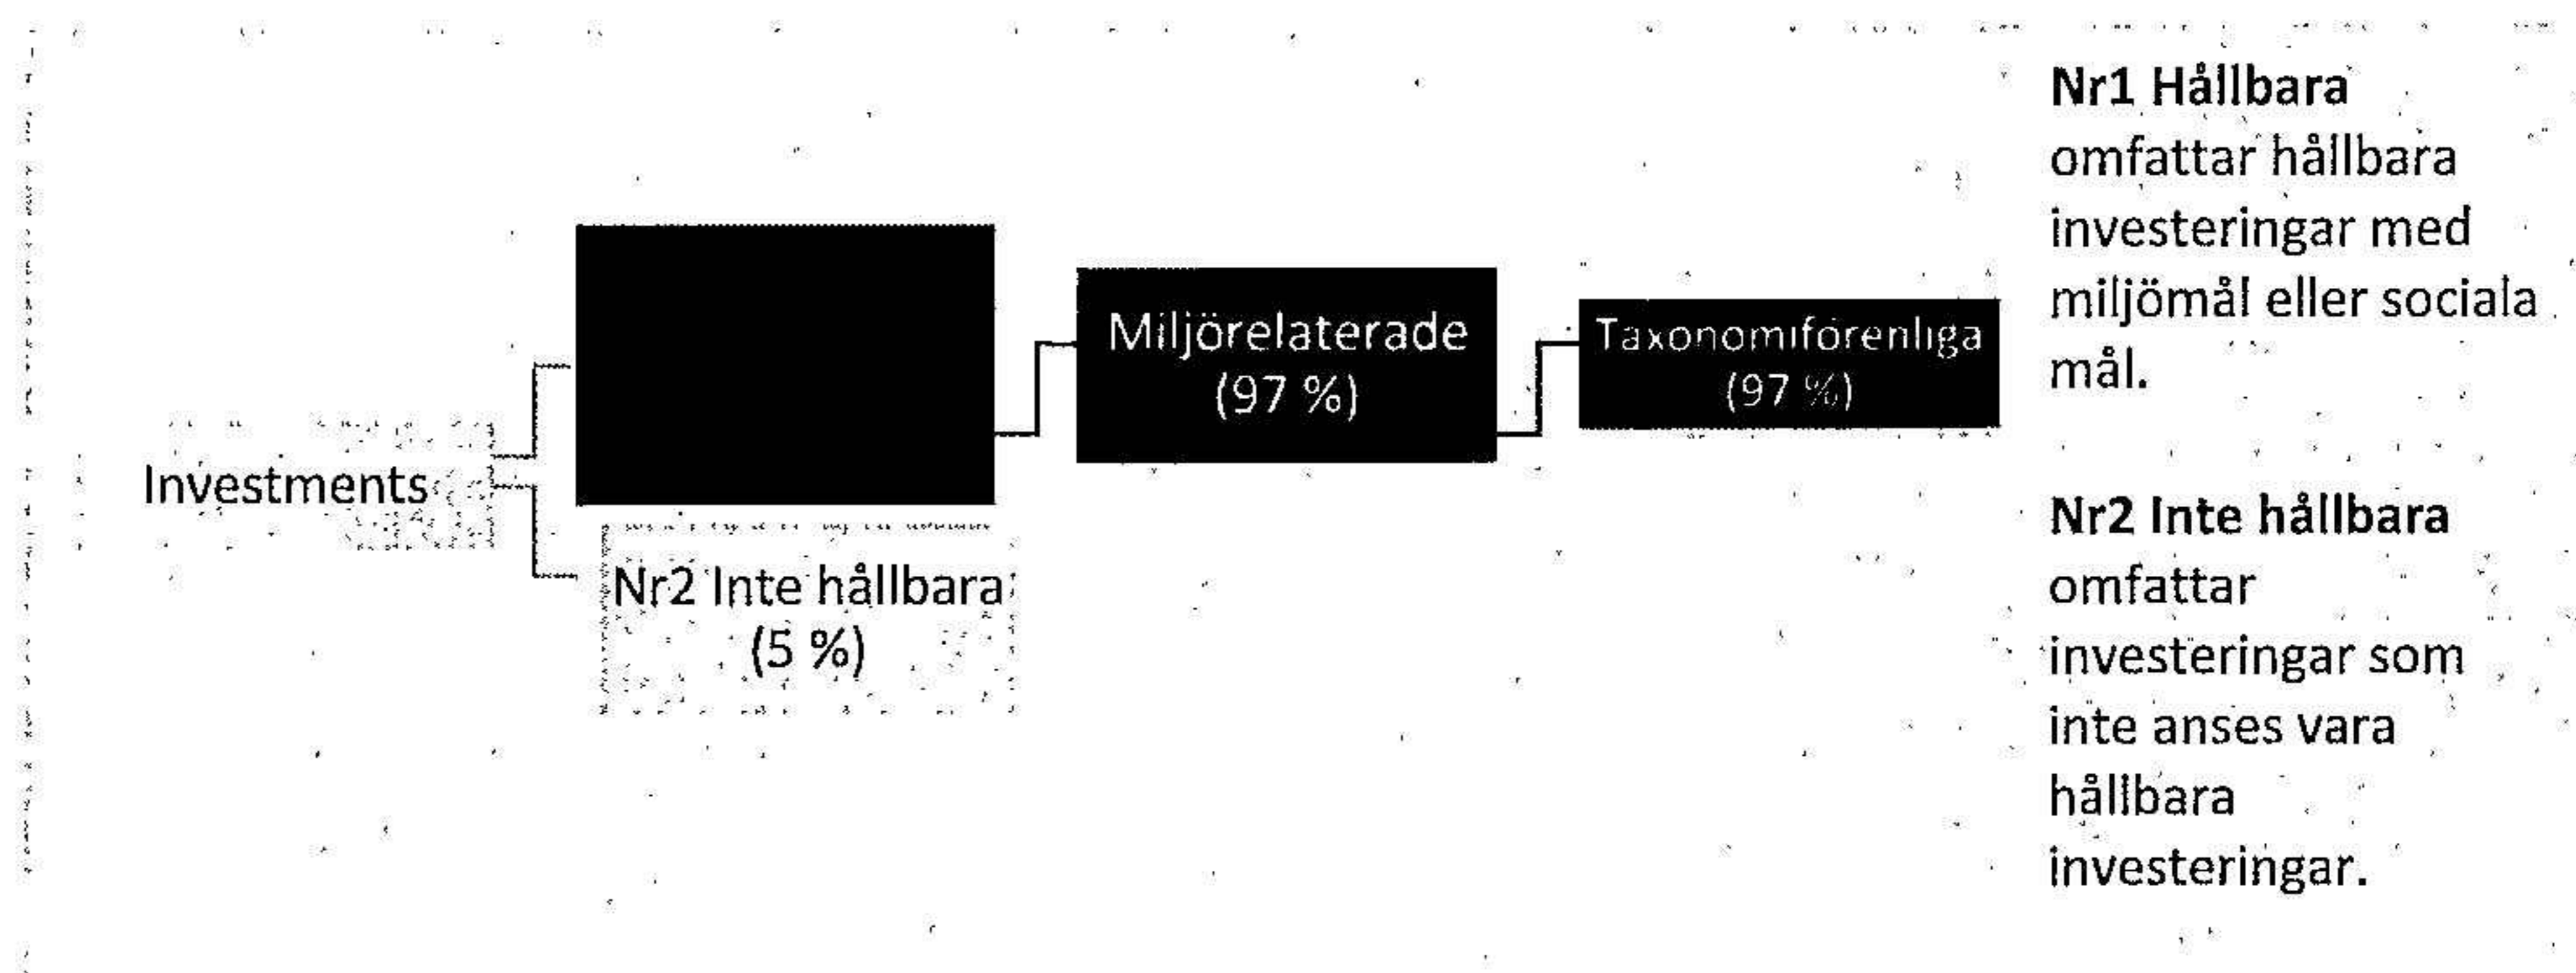 Investments
Nr2 Inte hållbara
(5 %)
Miljörelaterade
(97 %)
Taxonomiförenliga
(97 %)
Nr1 Hållbara
omfattar hållbara
investeringar med
miljömål eller sociala
mål.
Nr2 Inte hållbara
omfattar
investeringar som
inte anses vara
hållbara
investeringar.